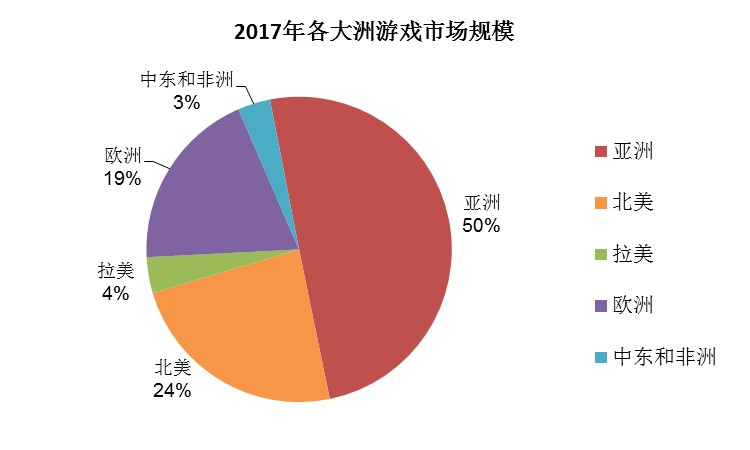 2017年各大洲游戏市场规模
中东和非洲
3%
欧洲
19%
拉美
4%
北美
24%
亚洲
50%
亚洲
北美
拉美
欧洲
中东和非洲